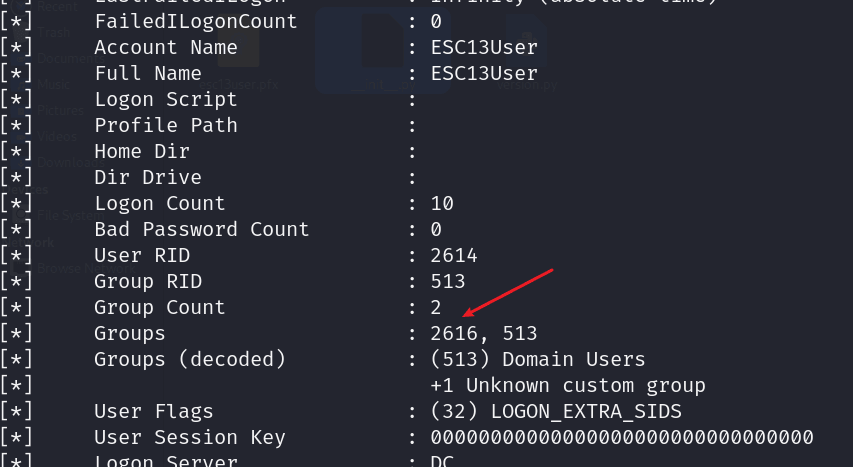 [*] LastFailedILogon : Infinity (absolute time)
[*] FailedILogonCount : 0
[*] Account Name : ESC13User
[*] Full Name : ESC13User
[*] Logon Script :
[*] Profile Path :
[*] Home Dir :
[*] Dir Drive :
[*] Logon Count : 10
[*] Bad Password Count : 0
[*] User RID : 2614
[*] Group RID : 513
[*] Group Count : 2
[*] Groups : 2616, 513
[*] Groups (decoded) : (513) Domain Users
[*] +1 Unknown custom group
[*] User Flags : (32) LOGON_EXTRA_SIDS
[*] User Session Key : 00000000000000000000000000000000
[*] Logon Server : DC